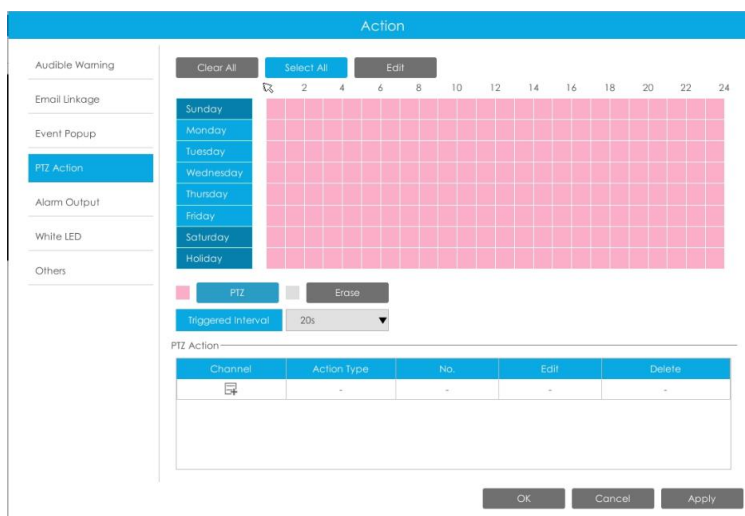 Action
Audible Warning
Email Linkage
Event Popup
PTZ Action
Alarm Output
White LED
Others
Clear All Select All Edit
2 4 6 8 10 12 14 16 18 20 22 24
Sunday
Monday
Tuesday
Wednesday
Thursday
Friday
Saturday
Holiday
PTZ Erase
Triggered Interval 20s
PTZ Action
Channel Action Type No. Edit Delete
- - - -
OK Cancel Apply